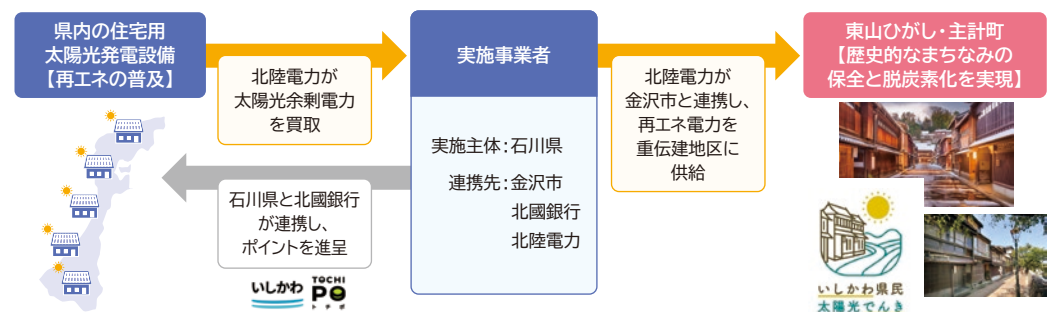 県内の住宅用
太陽光発電設備
【再エネの普及】
北陸電力が
太陽光余剰電力
を買取
石川県と北國銀行
が連携し、
ポイントを進呈
いしかわ
TOCHI
PO
トチポ
実施事業者
実施主体：石川県
連携先：金沢市
北國銀行
北陸電力
北陸電力が
金沢市と連携し、
再エネ電力を
重伝建地区に
供給
東山ひがし・主計町
【歴史的なまちなみの
保全と脱炭素化を実現】
いしかわ県民
太陽光でんき